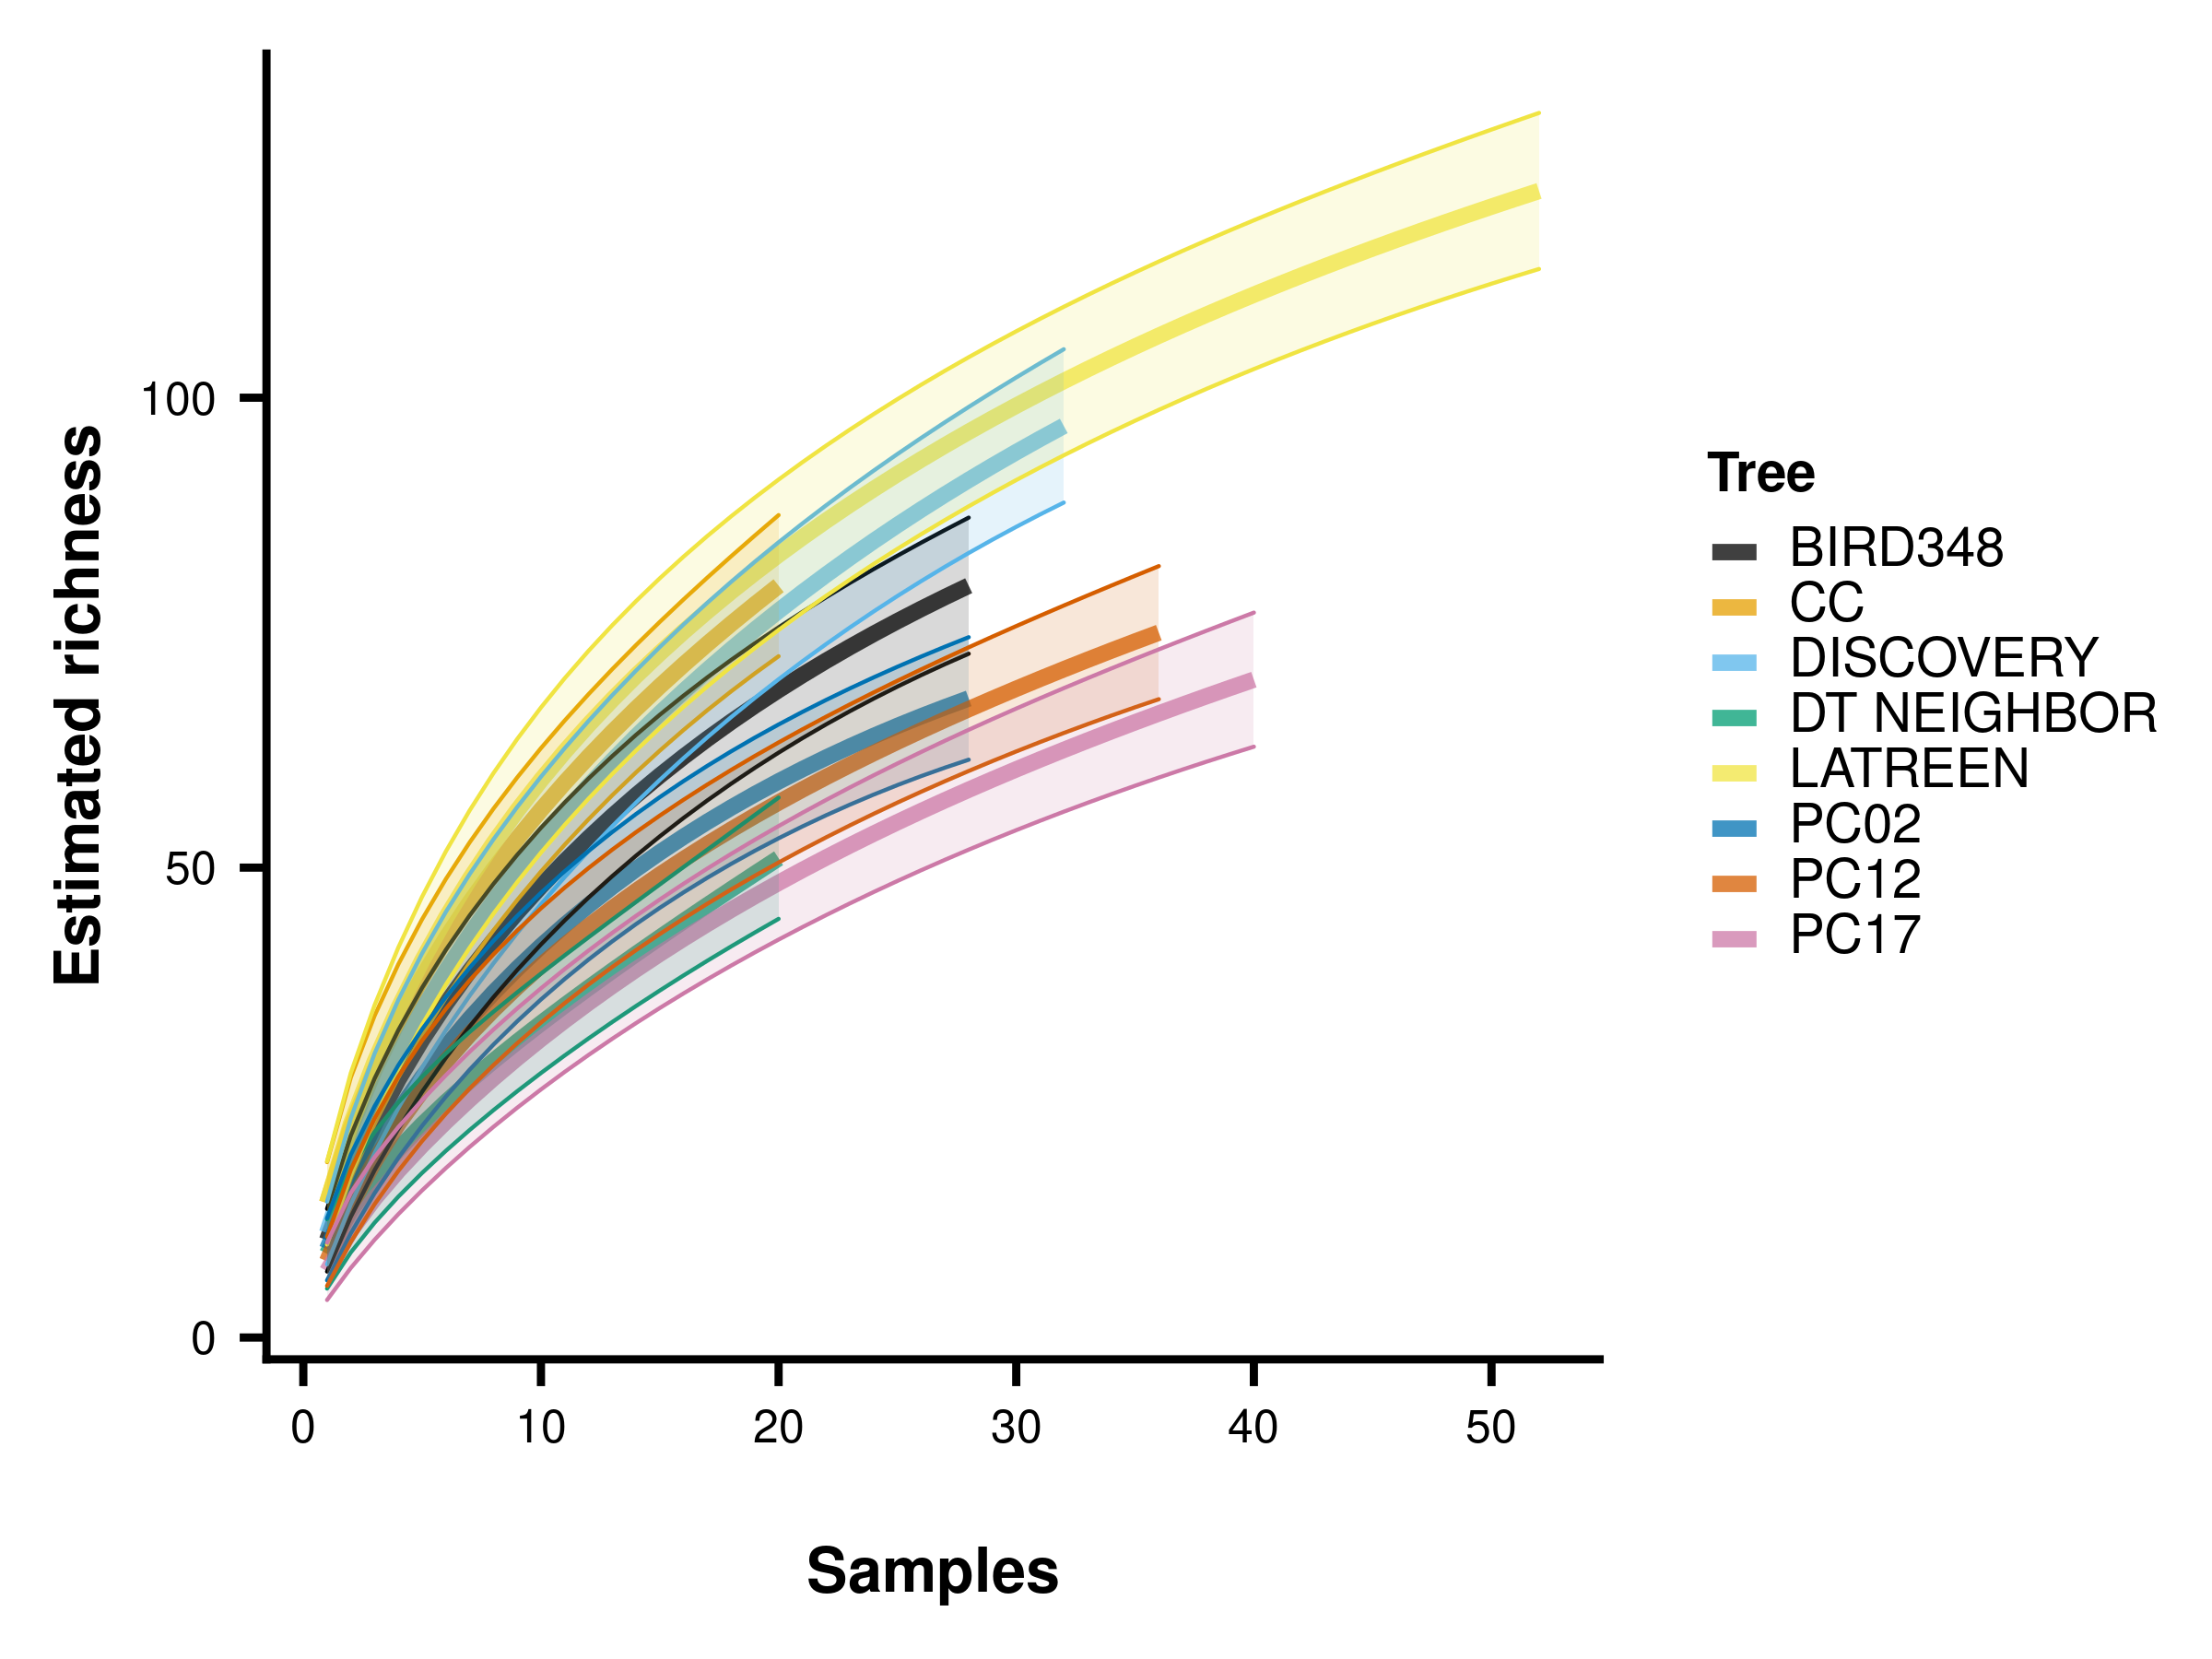 Estimated richness
100
50
0
0 10 20 30 40 50
Samples
Tree
BIRD348
CC
DISCOVERY
DT NEIGHBOR
LATREEN
PC02
PC12
PC17